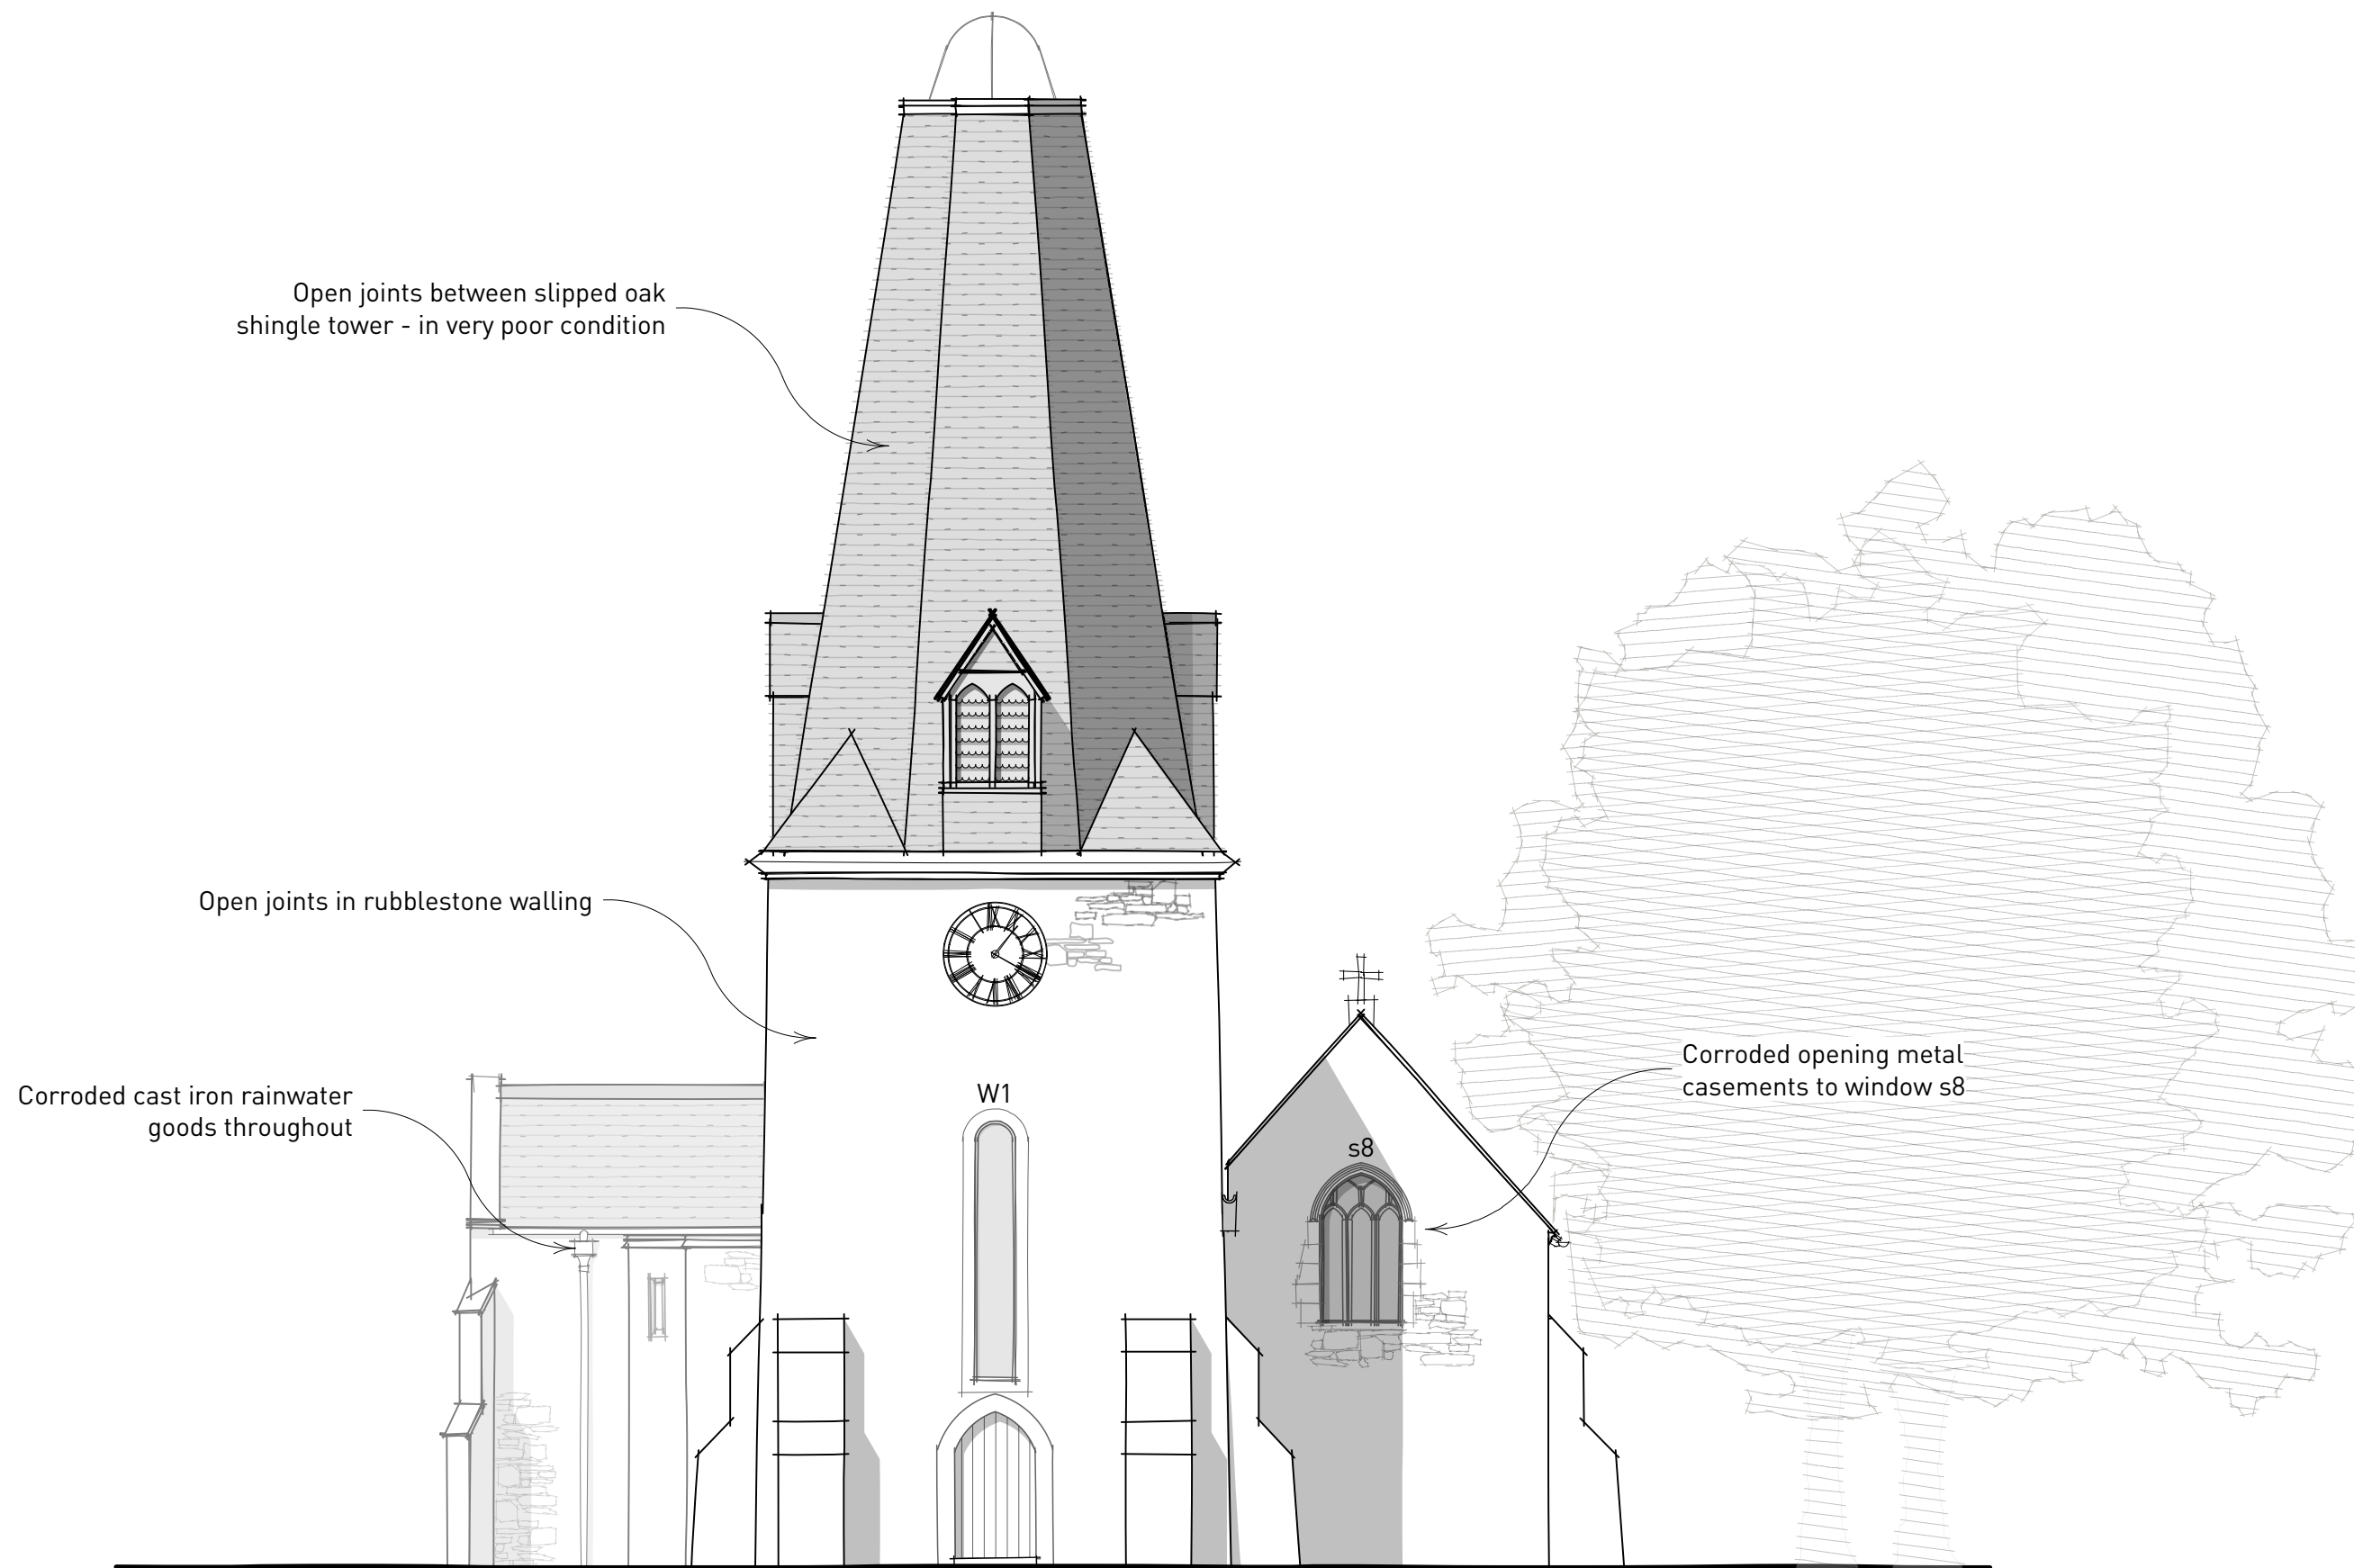 Open joints between slipped oak
shingle tower - in very poor condition
Open joints in rubblestone walling
Corroded cast iron rainwater
goods throughout
W1
Corroded opening metal
casements to window s8
s8